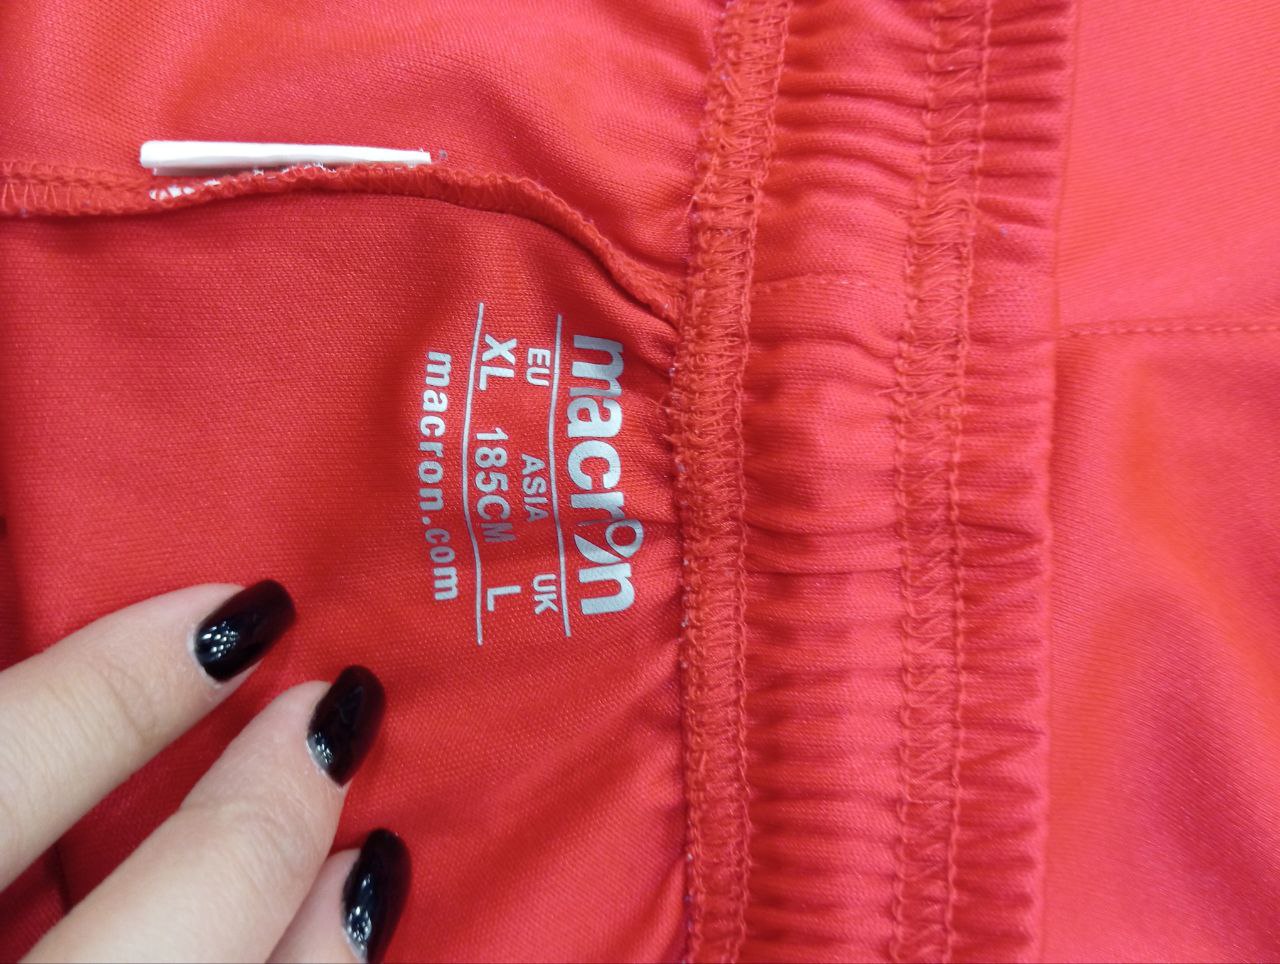 macron
EU ASIA UK
XL 185CM L
macron.com